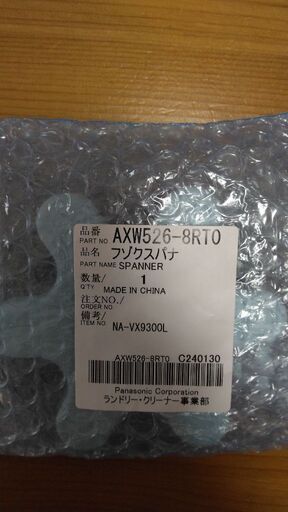 品番 AXW526-8RT0
PART NO
品名 フゾクスパナ
PART NAME SPANNER
数量/ 1
Q'TY MADE IN CHINA
注文NO./
ORDER NO
備考/
ITEM NO NA-VX9300L
AXW526-8RT0 C240130
Panasonic Corporation
ランドリー・クリーナー事業部